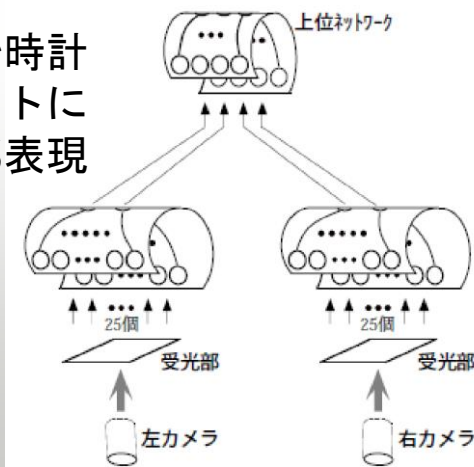 時計
トに
表現
上位ネットワーク
25個
25個
受光部
受光部
左カメラ
右カメラ